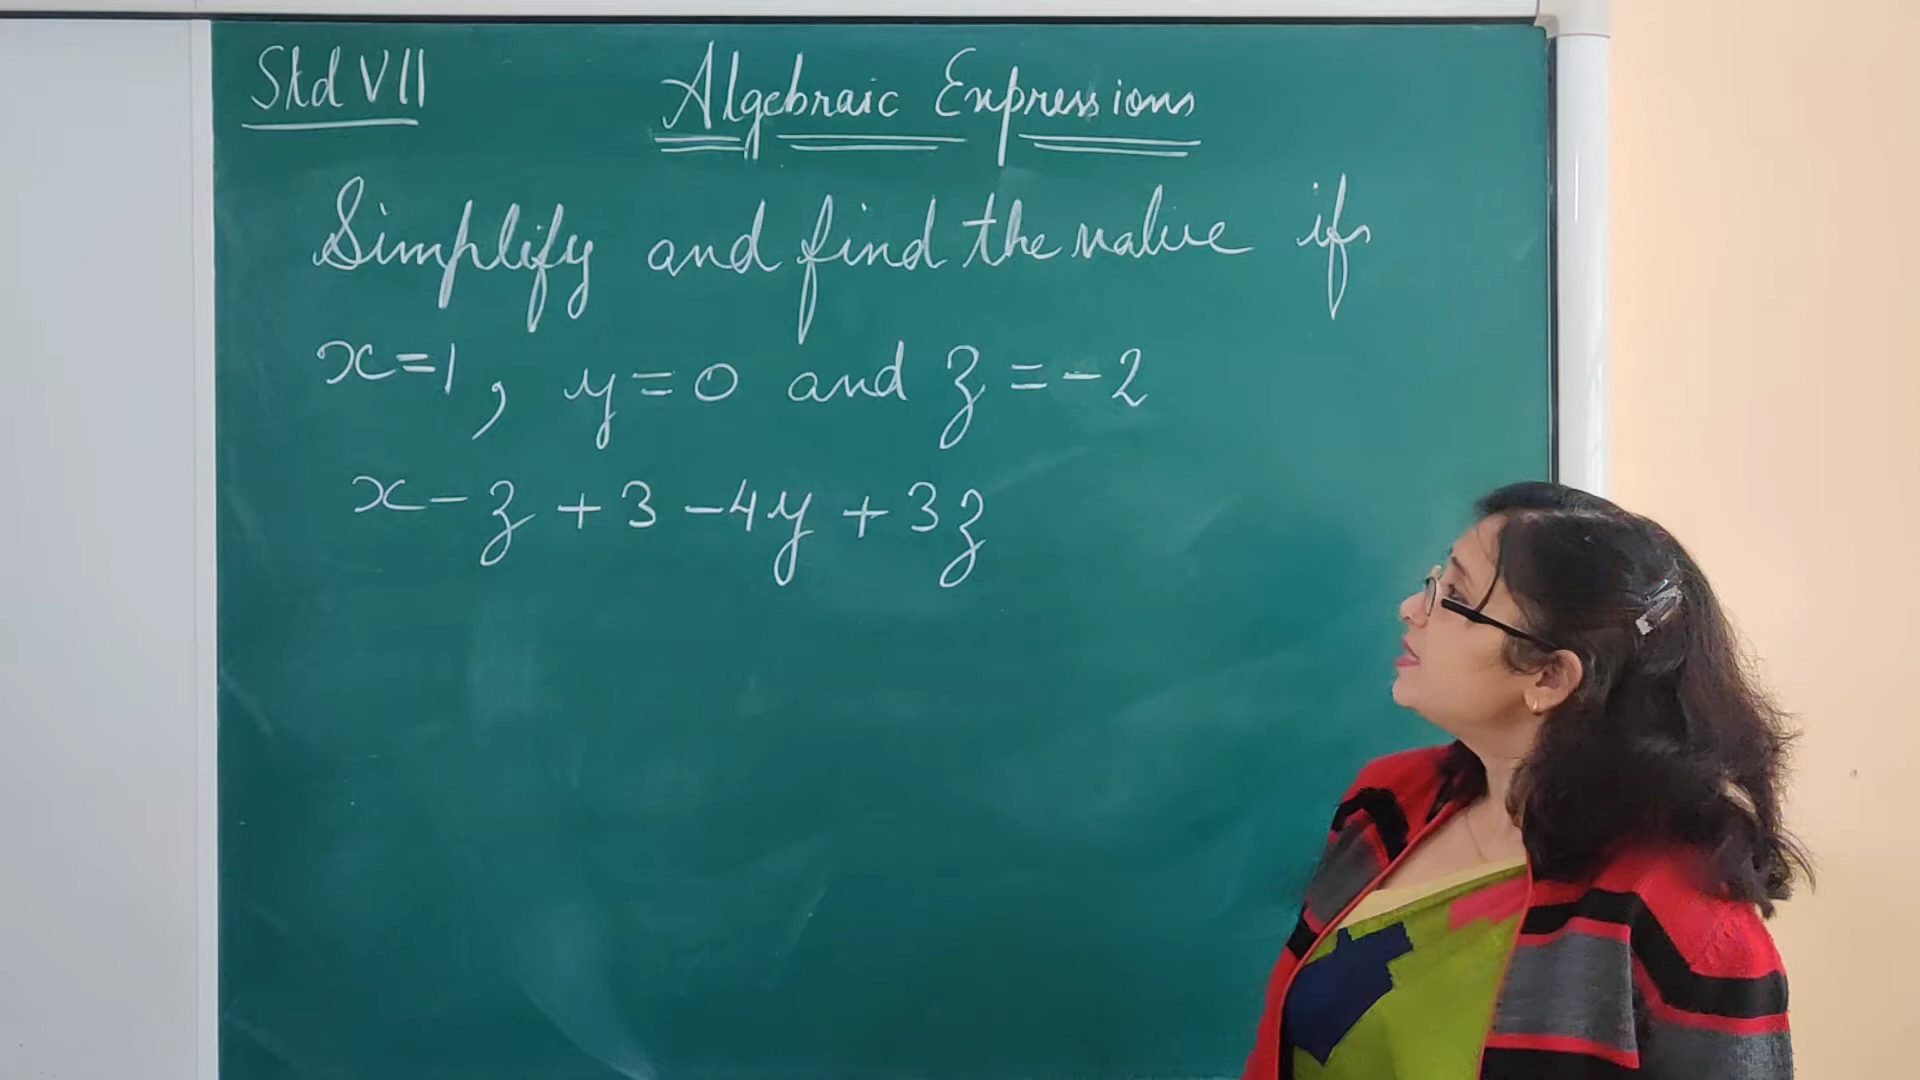 Std VII
Algebraic Expressions
Simplify and find the value if
x=1, y=0 and z=-2
x-z+3-4y+3z